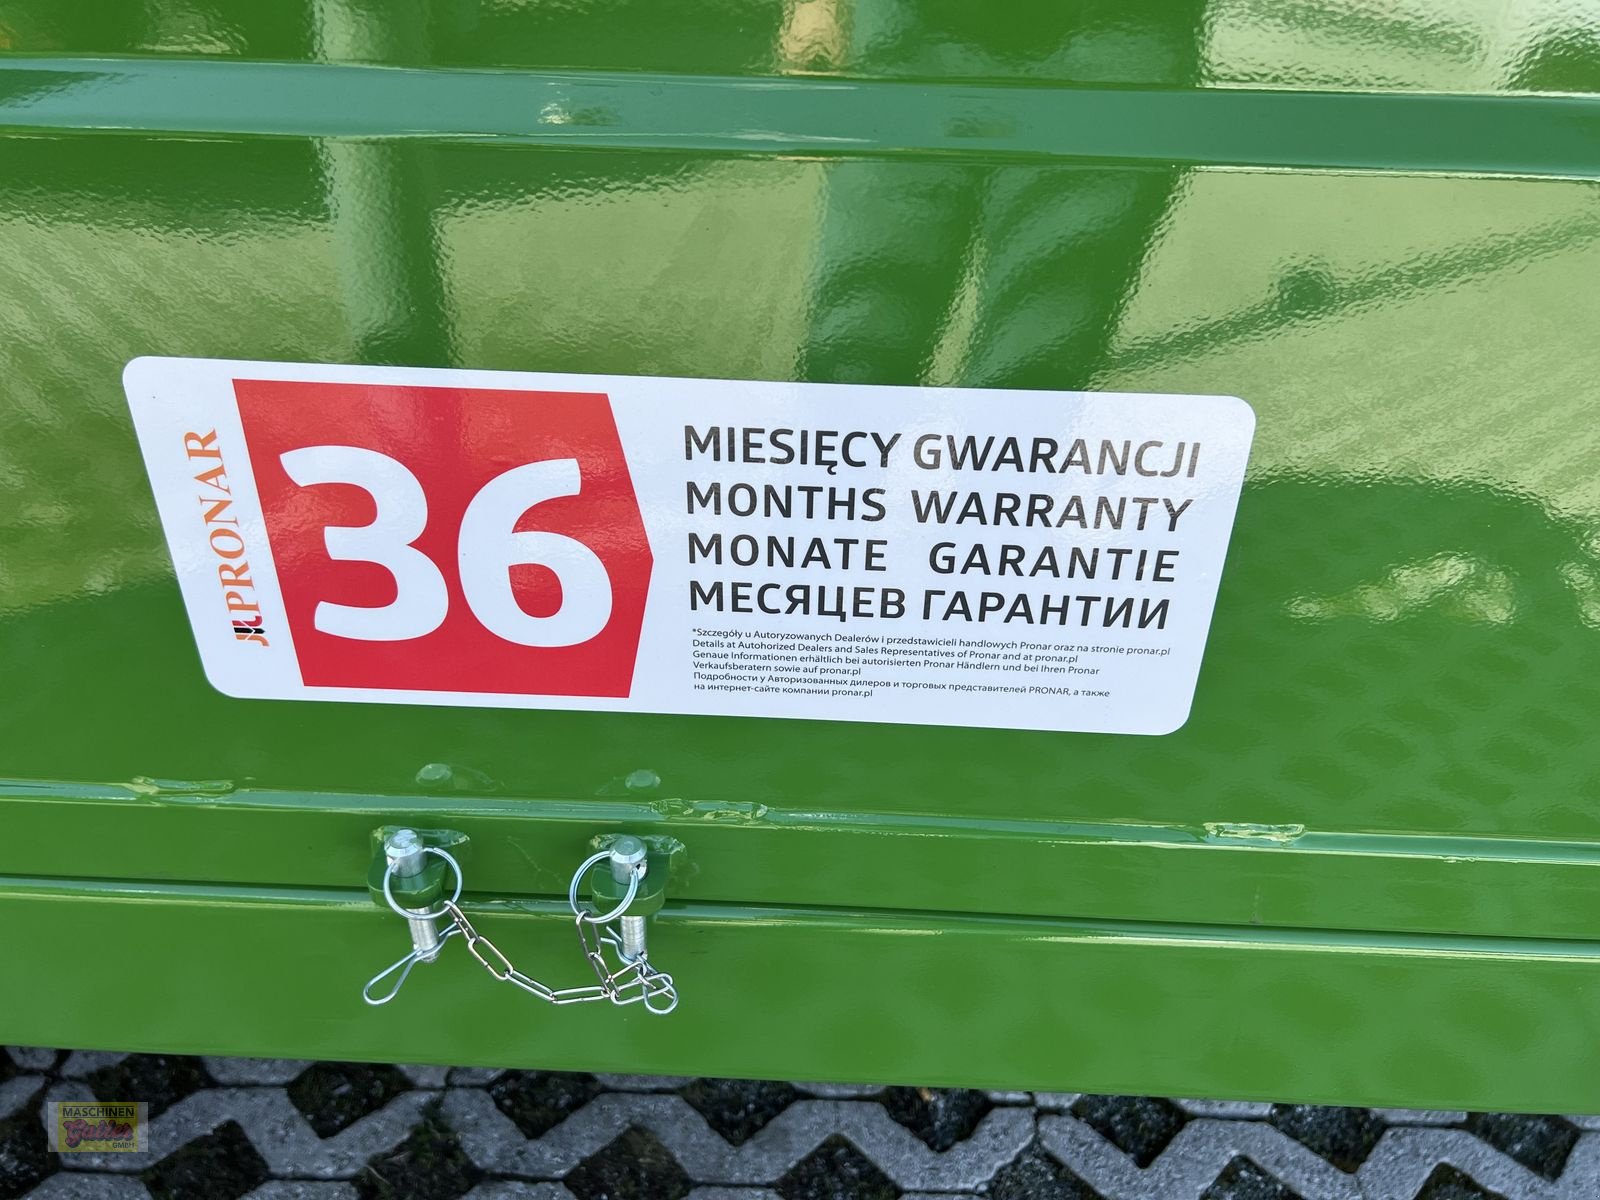 PRONAR
36
MIESIĘCY GWARANCJI
MONTHS WARRANTY
MONATE GARANTIE
МЕСЯЦЕВ ГАРАНТИИ
*Szczegóły u Autoryzowanych Dealerów i przedstawicieli handlowych Pronar oraz na stronie pronar.pl
Details at Autohorized Dealers and Sales Representatives of Pronar and at pronar.pl
Genaue Informationen erhältlich bei autorisierten Pronar Händlern und bei Ihren Pronar
Verkaufsberatern sowie auf pronar.pl
Подробности у Авторизованных дилеров и торговых представителей PRONAR, а также
на интернет-сайте компании pronar.pl
MASCHINEN
Gailer
GMBH